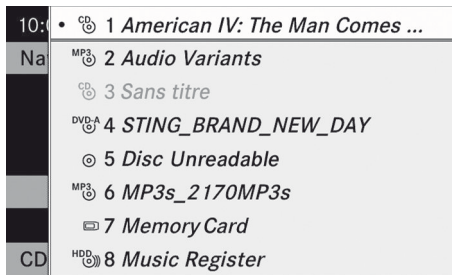 10:0
• CD 1 American IV: The Man Comes ...
Na
MP3 2 Audio Variants
CD 3 Sans titre
DVD-A 4 STING_BRAND_NEW_DAY
5 Disc Unreadable
MP3 6 MP3s_2170MP3s
7 Memory Card
CD
HDD 8 Music Register